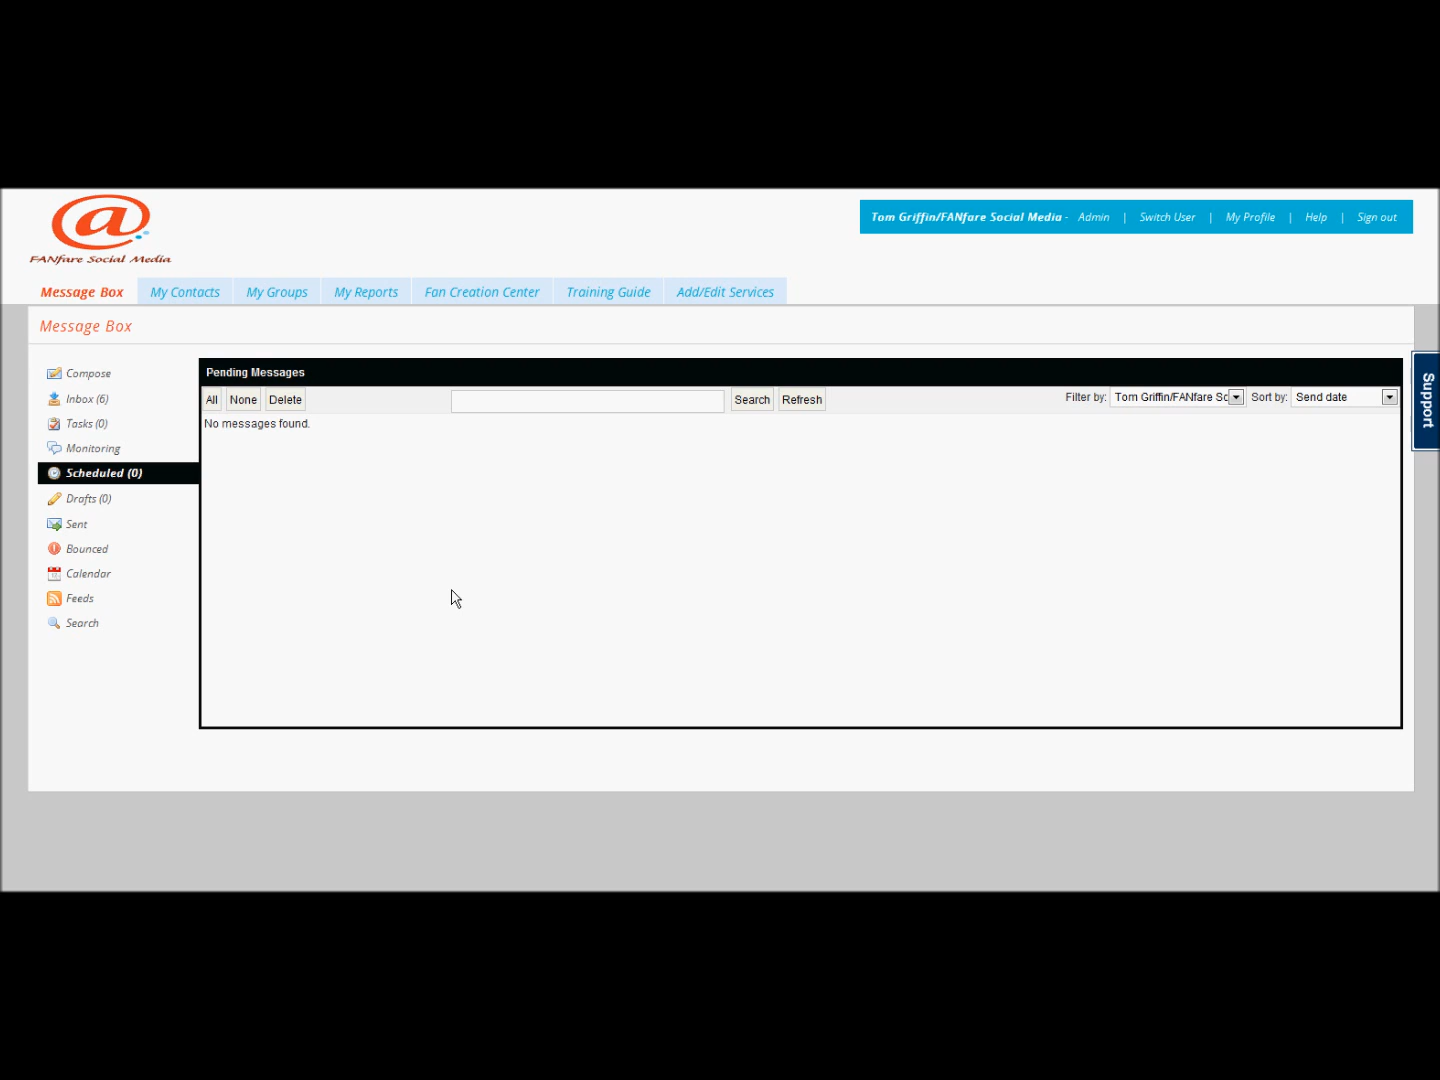 @
FANfare Social Media
Tom Griffin/FANfare Social Media - Admin | Switch User | My Profile | Help | Sign out
Message Box My Contacts My Groups My Reports Fan Creation Center Training Guide Add/Edit Services
Message Box
Compose
Inbox (6)
Tasks (0)
Monitoring
Scheduled (0)
Drafts (0)
Sent
Bounced
Calendar
Feeds
Search
Pending Messages
All None Delete Search Refresh Filter by: Tom Griffin/FANfare Sc Sort by: Send date
No messages found.
Support